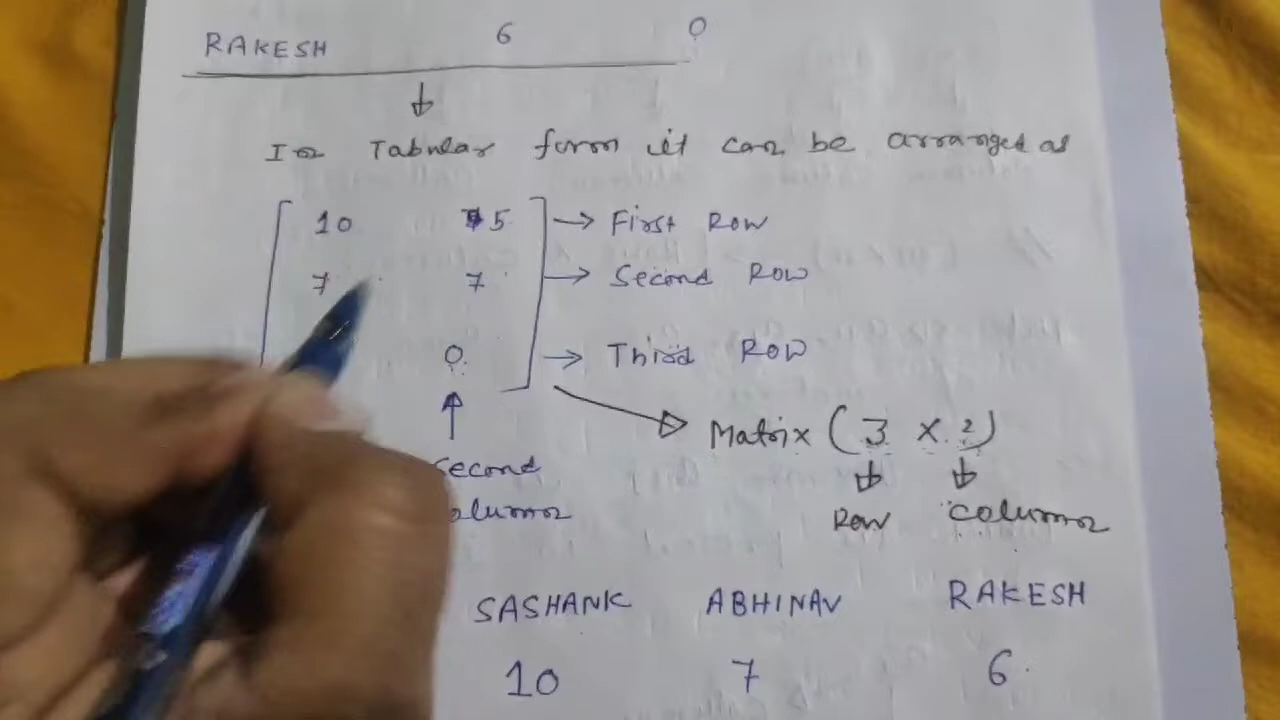 RAKESH 6 0
In Tabular form it can be arranged as
10 5 → First Row
7 7 → Second Row
0 → Third Row
Matrix (3 x 2)
Second
Column Row column
SASHANK ABHINAV RAKESH
10 7 6